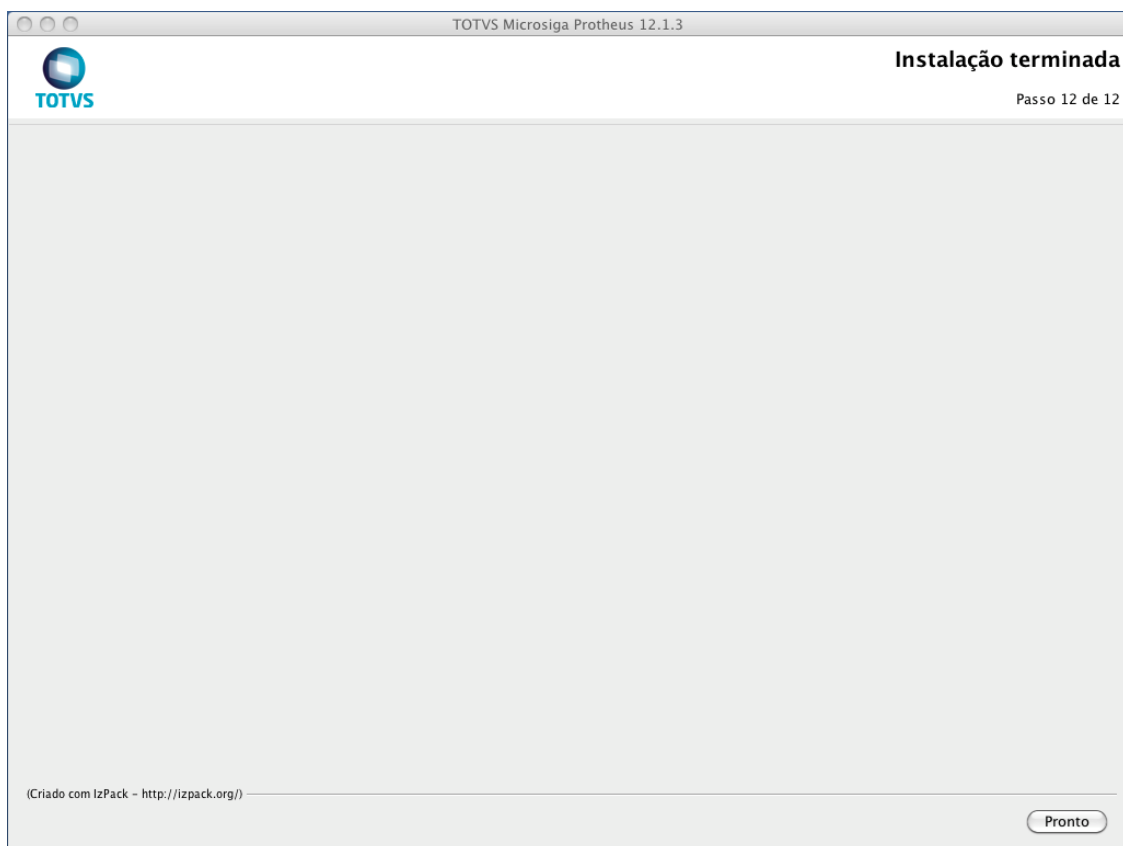 TOTVS Microsiga Protheus 12.1.3
Instalação terminada
TOTVS
Passo 12 de 12
(Criado com IzPack - http://izpack.org/)
Pronto